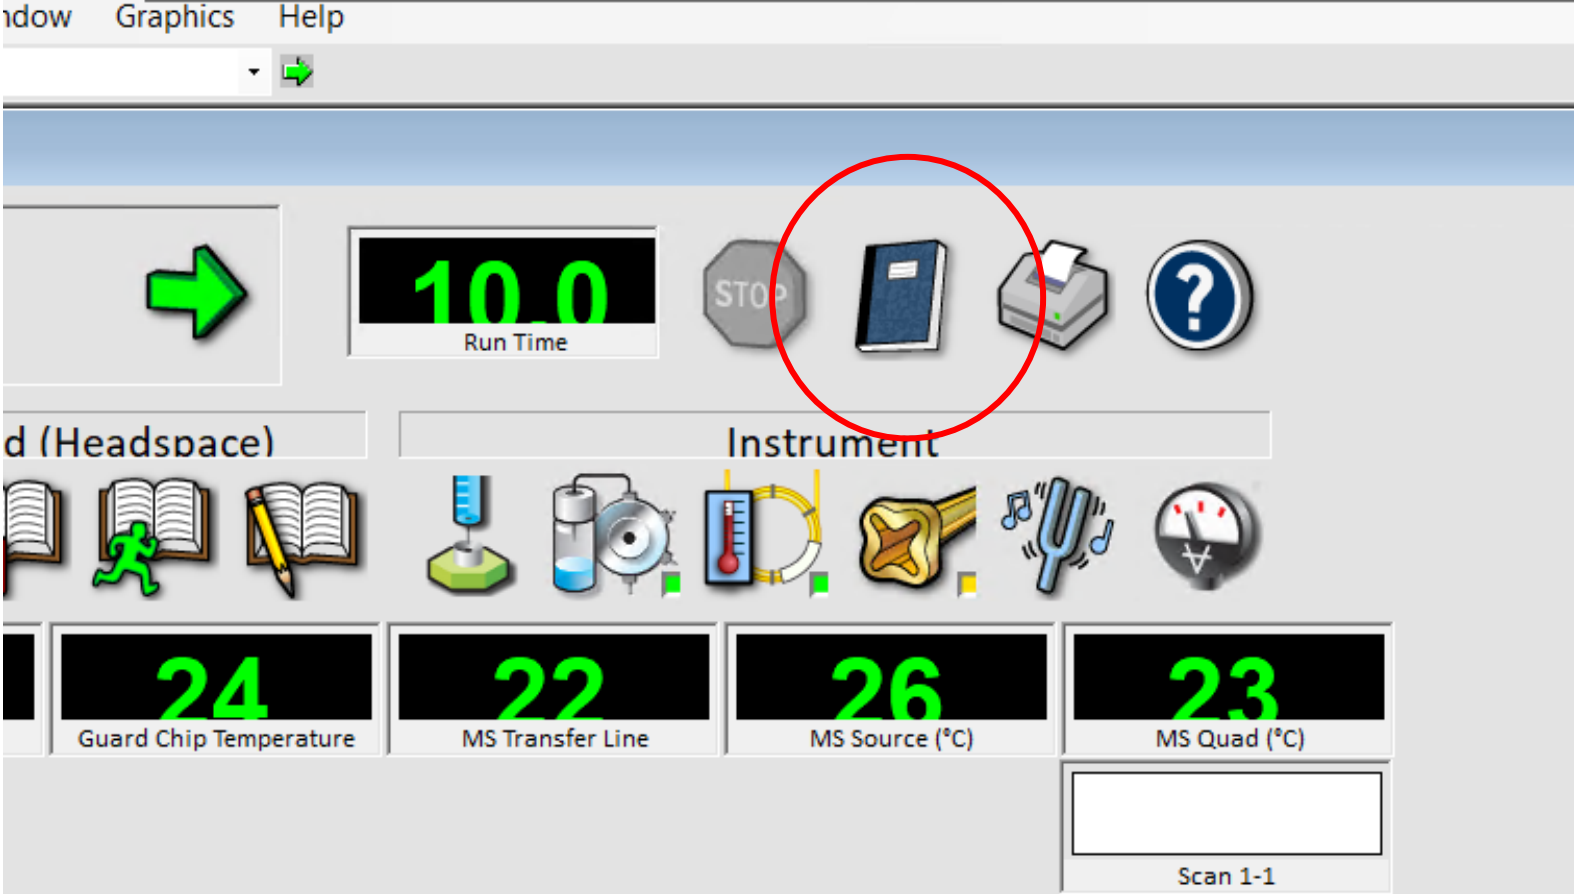 ndow Graphics Help
10.0
STOP
Run Time
?
d (Headspace)
Instrument
24
22
26
23
Guard Chip Temperature
MS Transfer Line
MS Source (°C)
MS Quad (°C)
Scan 1-1